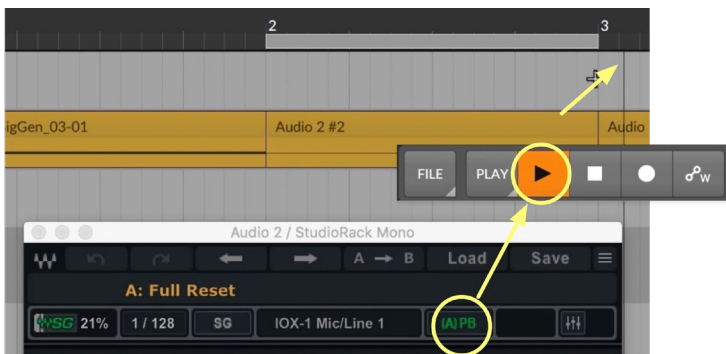 2 3
igGen_03-01 Audio 2 #2 Audio
FILE PLAY W
Audio 2 / StudioRack Mono
A → B Load Save
A: Full Reset
SG 21% 1 / 128 SG IOX-1 Mic/Line 1 (A) PB